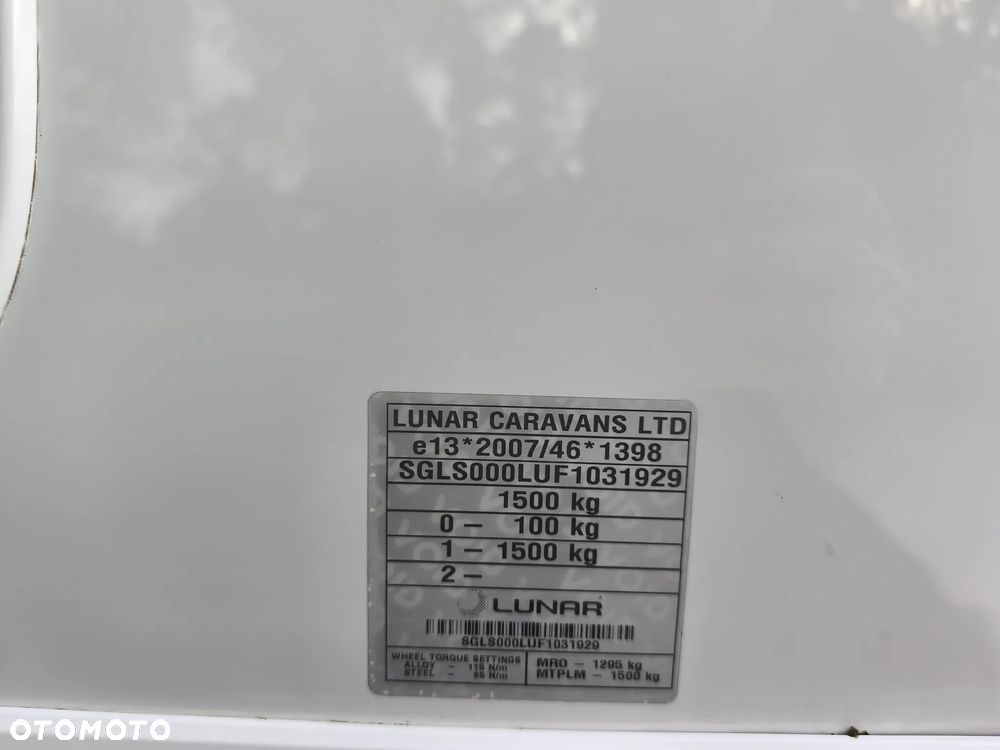 LUNAR CARAVANS LTD
e13*2007/46*1398
SGLS000LUF1031929
1500 kg
0 – 100 kg
1 – 1500 kg
2 –
LUNAR
SGLS000LUF1031929
WHEEL TORQUE SETTINGS
ALLOY – 115 N/m
STEEL – 85 N/m
MRO – 1295 kg
MTPLM – 1500 kg
OTOMOTO